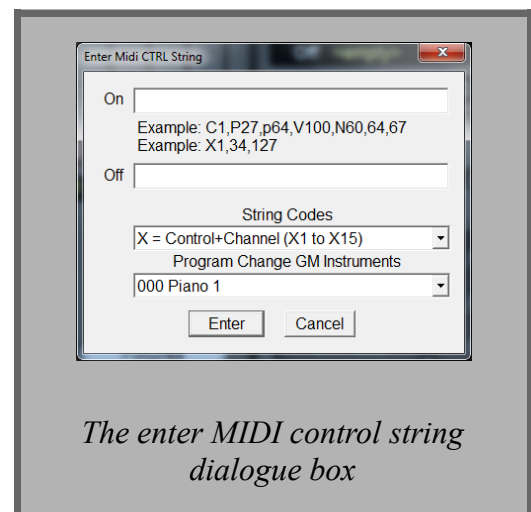 Enter Midi CTRL String
On
Example: C1,P27,p64,V100,N60,64,67
Example: X1,34,127
Off
String Codes
X = Control+Channel (X1 to X15)
Program Change GM Instruments
000 Piano 1
Enter Cancel
The enter MIDI control string
dialogue box